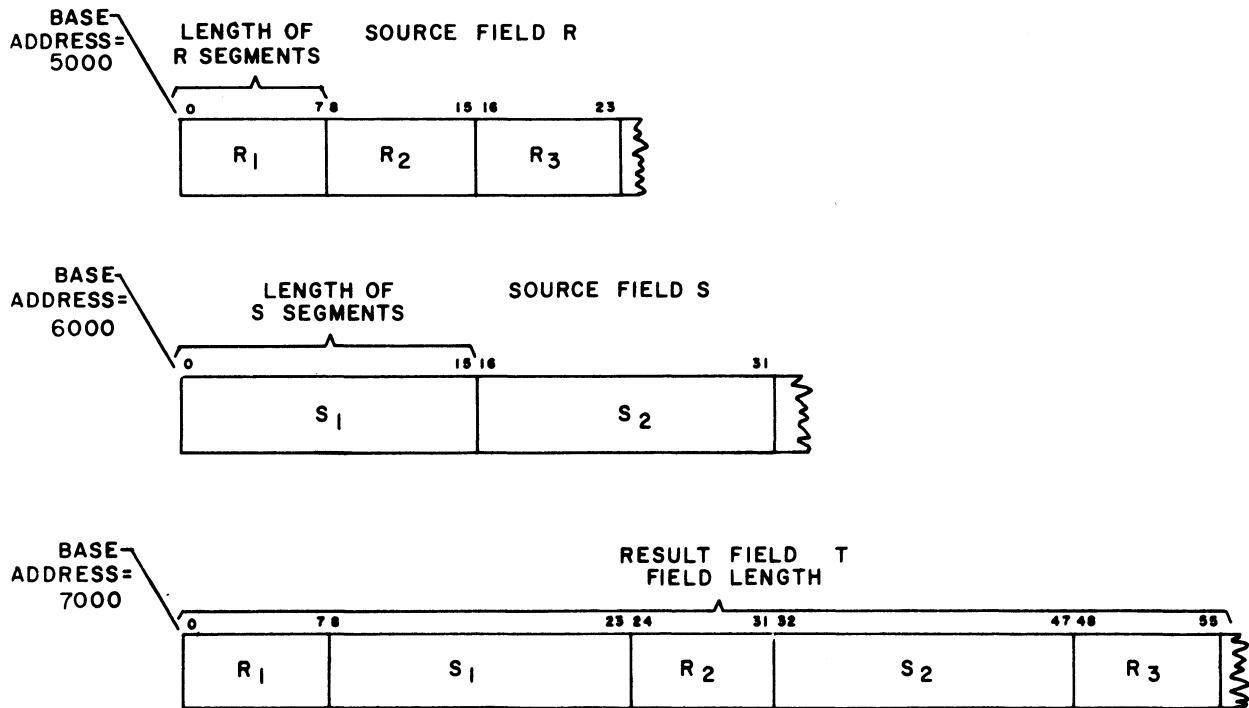 BASE
ADDRESS=
5000
LENGTH OF
R SEGMENTS
SOURCE FIELD R
0 7 8 15 16 23
R1 R2 R3
BASE
ADDRESS=
6000
LENGTH OF
S SEGMENTS
SOURCE FIELD S
0 15 16 31
S1 S2
BASE
ADDRESS=
7000
RESULT FIELD T
FIELD LENGTH
0 7 8 23 24 31 32 47 48 55
R1 S1 R2 S2 R3